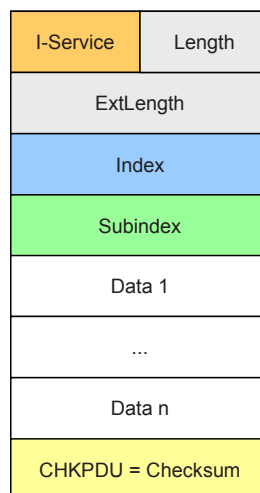 I-Service Length
ExtLength
Index
Subindex
Data 1
...
Data n
CHKPDU = Checksum